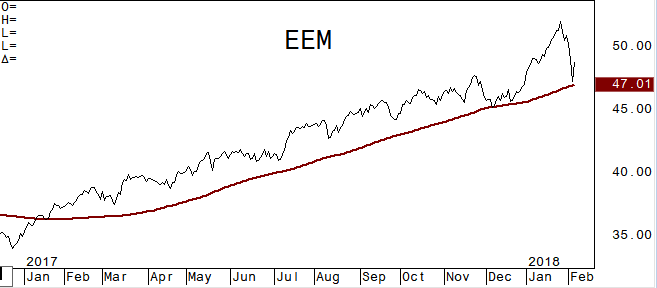 O=
H=
L=
L=
Δ=
EEM
50.00
47.01
45.00
40.00
35.00
2017 2018
Jan Feb Mar Apr May Jun Jul Aug Sep Oct Nov Dec Jan Feb